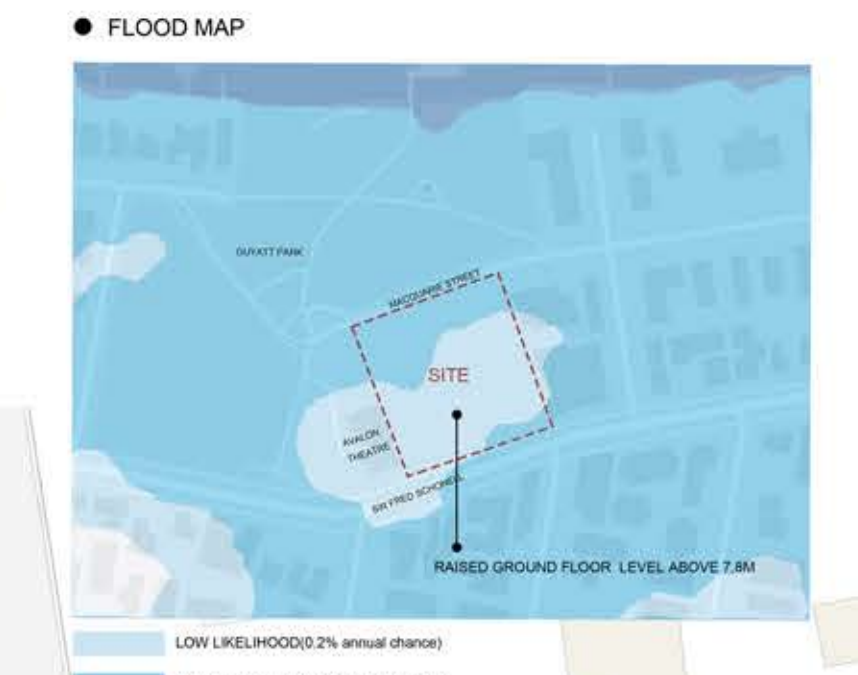 FLOOD MAP
GUYATT PARK
MACQUARIE STREET
SITE
AVALON
THEATRE
SIR FRED SCHONELL
RAISED GROUND FLOOR LEVEL ABOVE 7.8M
LOW LIKELIHOOD(0.2% annual chance)